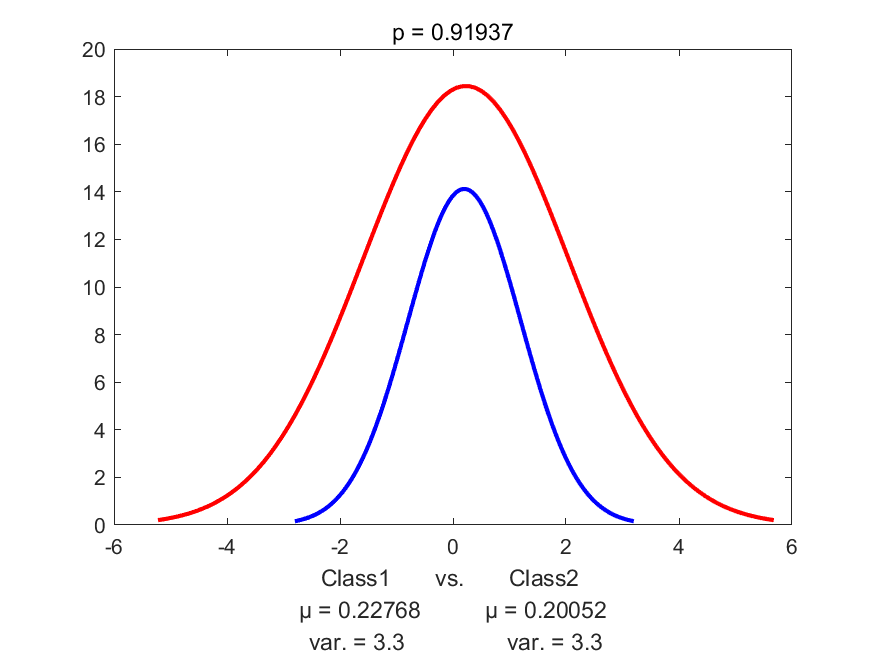 p = 0.91937
20
18
16
14
12
10
8
6
4
2
0
-6 -4 -2 0 2 4 6
Class1 vs. Class2
μ = 0.22768 μ = 0.20052
var. = 3.3 var. = 3.3